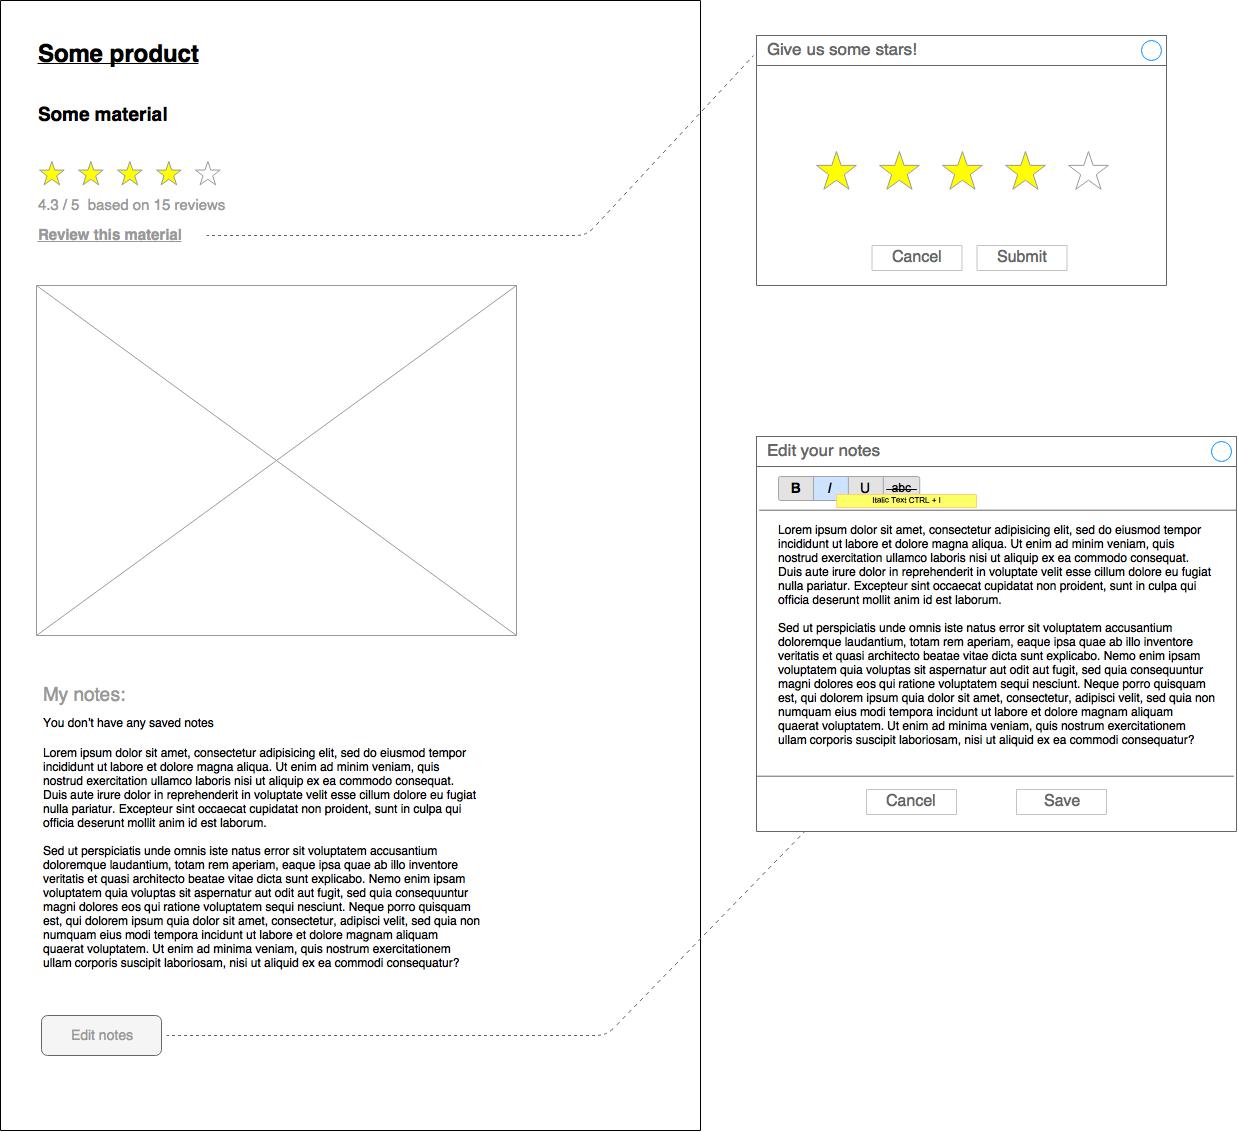 Some product
Some material
4.3 / 5  based on 15 reviews
Review this material
My notes:
You don't have any saved notes
Lorem ipsum dolor sit amet, consectetur adipisicing elit, sed do eiusmod tempor
incididunt ut labore et dolore magna aliqua. Ut enim ad minim veniam, quis
nostrud exercitation ullamco laboris nisi ut aliquip ex ea commodo consequat.
Duis aute irure dolor in reprehenderit in voluptate velit esse cillum dolore eu fugiat
nulla pariatur. Excepteur sint occaecat cupidatat non proident, sunt in culpa qui
officia deserunt mollit anim id est laborum.
Sed ut perspiciatis unde omnis iste natus error sit voluptatem accusantium
doloremque laudantium, totam rem aperiam, eaque ipsa quae ab illo inventore
veritatis et quasi architecto beatae vitae dicta sunt explicabo. Nemo enim ipsam
voluptatem quia voluptas sit aspernatur aut odit aut fugit, sed quia consequuntur
magni dolores eos qui ratione voluptatem sequi nesciunt. Neque porro quisquam
est, qui dolorem ipsum quia dolor sit amet, consectetur, adipisci velit, sed quia non
numquam eius modi tempora incidunt ut labore et dolore magnam aliquam
quaerat voluptatem. Ut enim ad minima veniam, quis nostrum exercitationem
ullam corporis suscipit laboriosam, nisi ut aliquid ex ea commodi consequatur?
Edit notes
Give us some stars!
Cancel Submit
Edit your notes
B I U abc
Italic Text CTRL + I
Lorem ipsum dolor sit amet, consectetur adipisicing elit, sed do eiusmod tempor
incididunt ut labore et dolore magna aliqua. Ut enim ad minim veniam, quis
nostrud exercitation ullamco laboris nisi ut aliquip ex ea commodo consequat.
Duis aute irure dolor in reprehenderit in voluptate velit esse cillum dolore eu fugiat
nulla pariatur. Excepteur sint occaecat cupidatat non proident, sunt in culpa qui
officia deserunt mollit anim id est laborum.
Sed ut perspiciatis unde omnis iste natus error sit voluptatem accusantium
doloremque laudantium, totam rem aperiam, eaque ipsa quae ab illo inventore
veritatis et quasi architecto beatae vitae dicta sunt explicabo. Nemo enim ipsam
voluptatem quia voluptas sit aspernatur aut odit aut fugit, sed quia consequuntur
magni dolores eos qui ratione voluptatem sequi nesciunt. Neque porro quisquam
est, qui dolorem ipsum quia dolor sit amet, consectetur, adipisci velit, sed quia non
numquam eius modi tempora incidunt ut labore et dolore magnam aliquam
quaerat voluptatem. Ut enim ad minima veniam, quis nostrum exercitationem
ullam corporis suscipit laboriosam, nisi ut aliquid ex ea commodi consequatur?
Cancel Save